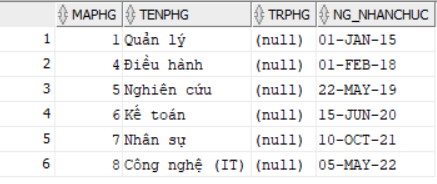 MAPHG TENPHG TRPHG NG_NHANCHUC
1 1 Quản lý (null) 01-JAN-15
2 4 Điều hành (null) 01-FEB-18
3 5 Nghiên cứu (null) 22-MAY-19
4 6 Kế toán (null) 15-JUN-20
5 7 Nhân sự (null) 10-OCT-21
6 8 Công nghệ (IT) (null) 05-MAY-22